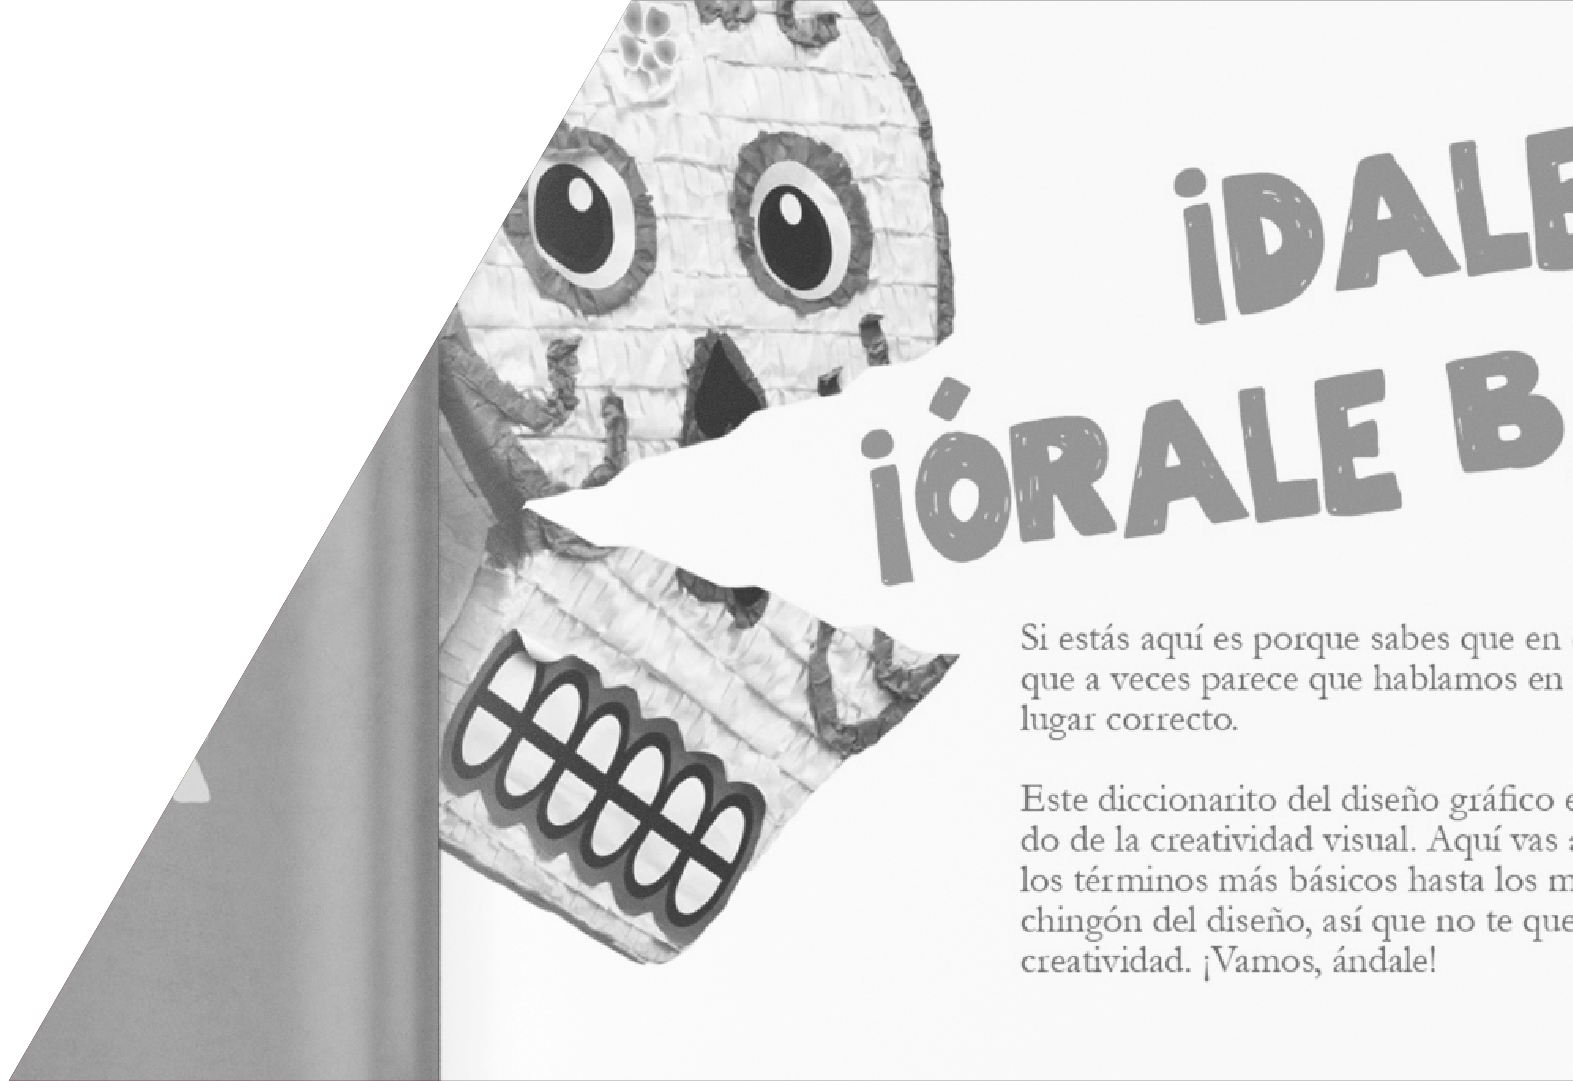 ¡DALE
¡ÓRALE B
Si estás aquí es porque sabes que en
que a veces parece que hablamos en
lugar correcto.
Este diccionarito del diseño gráfico
do de la creatividad visual. Aquí vas
los términos más básicos hasta los
chingón del diseño, así que no te que
creatividad. ¡Vamos, ándale!